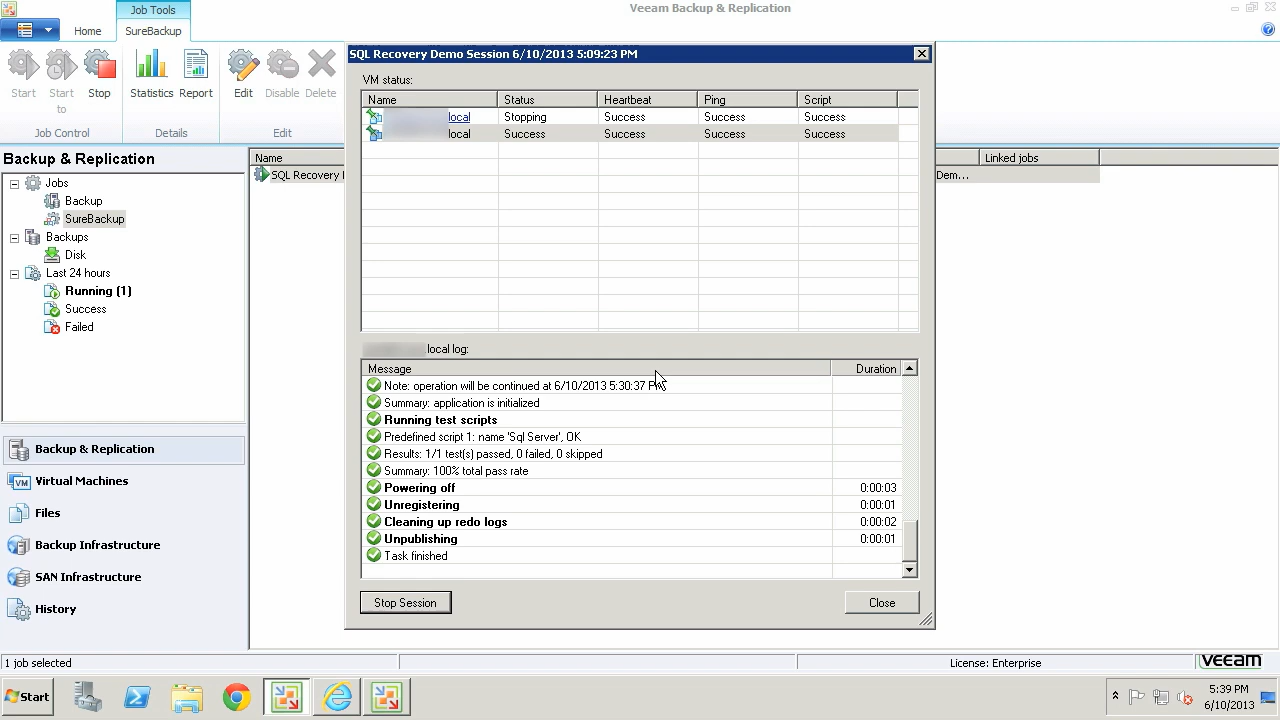 Job Tools
Veeam Backup & Replication
Home
SureBackup
Start
Start to
Stop
Statistics
Report
Edit
Disable
Delete
Job Control
Details
Edit
Backup & Replication
Jobs
Backup
SureBackup
Backups
Disk
Last 24 hours
Running (1)
Success
Failed
Backup & Replication
Virtual Machines
Files
Backup Infrastructure
SAN Infrastructure
History
Name
Linked jobs
SQL Recovery
Dem...
SQL Recovery Demo Session 6/10/2013 5:09:23 PM
VM status:
Name Status Heartbeat Ping Script
local Stopping Success Success Success
local Success Success Success Success
local log:
Message Duration
Note: operation will be continued at 6/10/2013 5:30:37
Summary: application is initialized
Running test scripts
Predefined script 1: name 'Sql Server', OK
Results: 1/1 test(s) passed, 0 failed, 0 skipped
Summary: 100% total pass rate
Powering off 0:00:03
Unregistering 0:00:01
Cleaning up redo logs 0:00:02
Unpublishing 0:00:01
Task finished
Stop Session
Close
1 job selected
License: Enterprise
veeam
Start
5:39 PM
6/10/2013